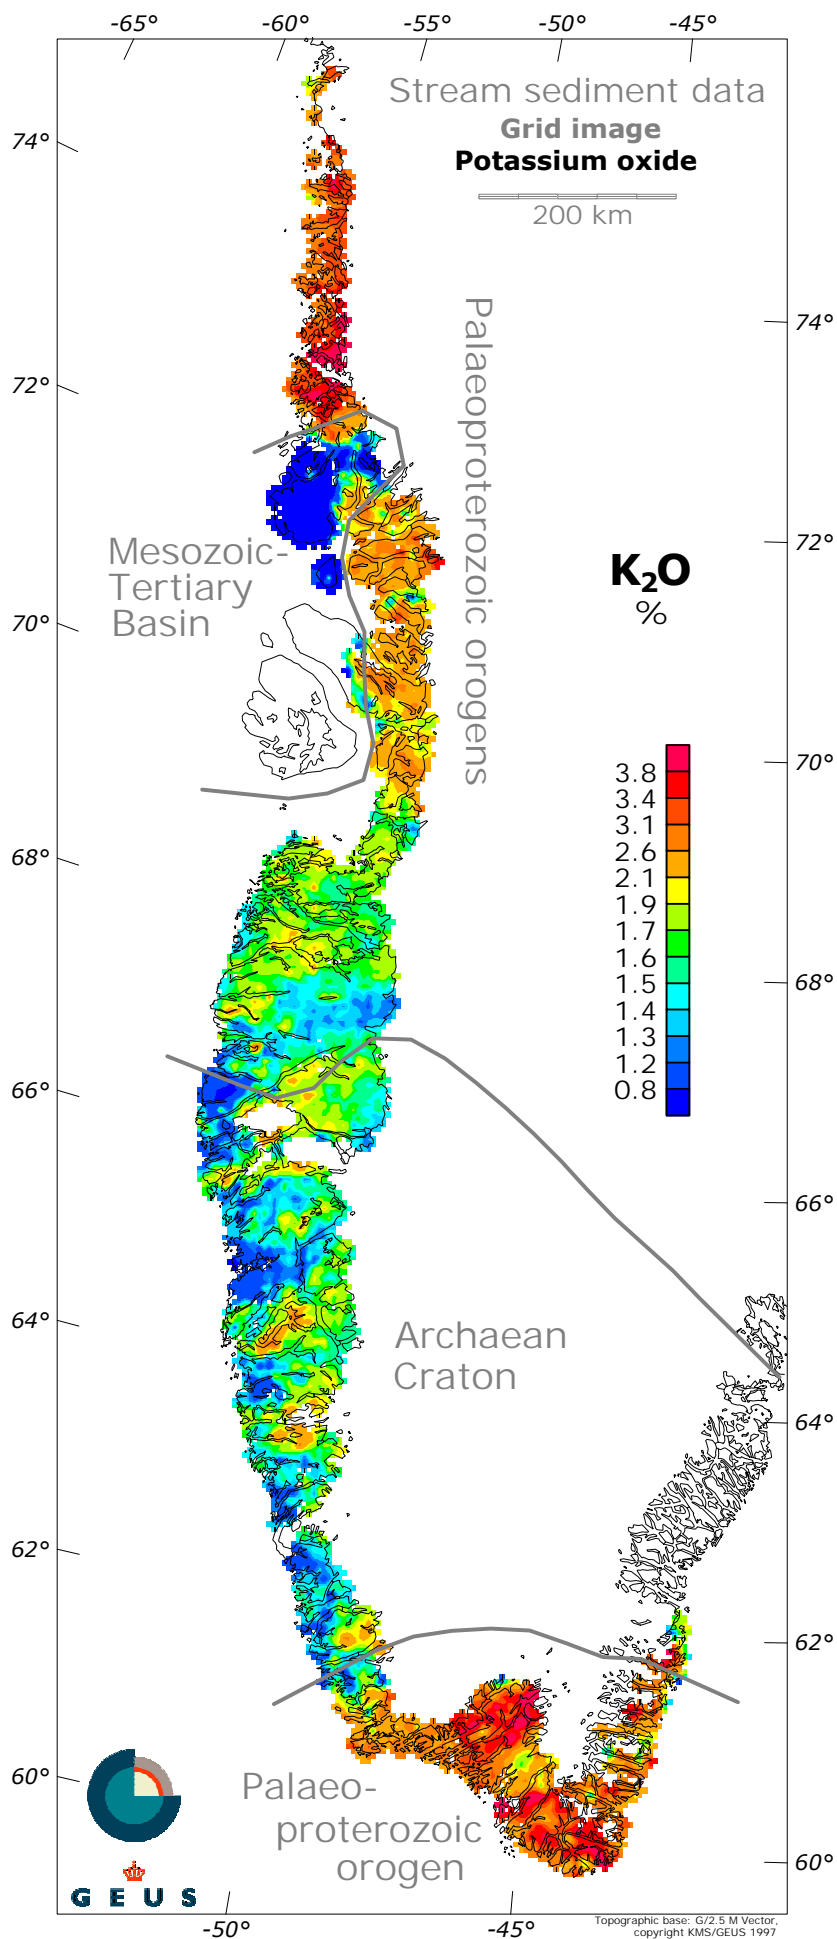 -65° -60° -55° -50° -45°
Stream sediment data
Grid image
Potassium oxide
200 km
74°
74°
72°
72°
Palaeoproterozoic orogens
Mesozoic-
Tertiary
Basin
K₂O
%
70°
70°
3.8
3.4
3.1
2.6
2.1
1.9
1.7
1.6
1.5
1.4
1.3
1.2
0.8
68°
68°
66°
66°
64°
Archaean
Craton
64°
62°
62°
60°
Palaeo-
proterozoic
orogen
60°
GEUS
Topographic base: G/2.5 M Vector,
copyright KMS/GEUS 1997
-50° -45°